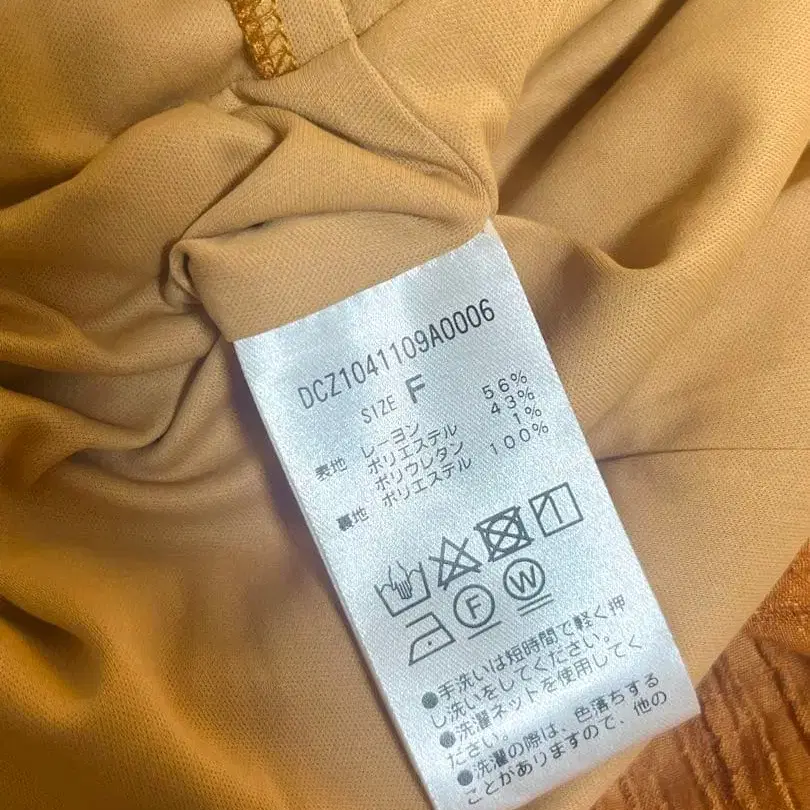 DCZ1041109A0006
SIZE F
表地 レーヨン 56%
ポリエステル 43%
ポリウレタン 1%
裏地 ポリエステル 100%
F W
●手洗いは短時間で軽く押
し洗いをしてください。
●洗濯ネットを使用してく
ださい。
●洗濯の際は、色落ちする
ことがありますので、他の